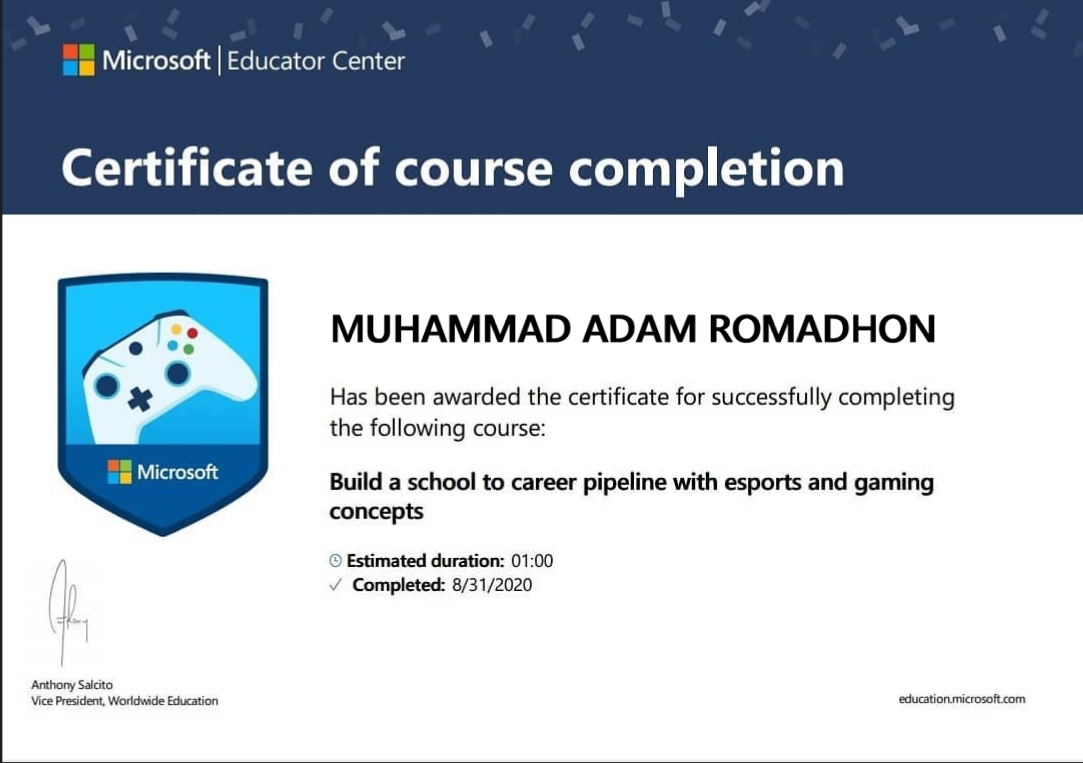 Microsoft | Educator Center
Certificate of course completion
MUHAMMAD ADAM ROMADHON
Has been awarded the certificate for successfully completing
the following course:
Build a school to career pipeline with esports and gaming
concepts
Estimated duration: 01:00
Completed: 8/31/2020
Microsoft
Anthony
Anthony Salcito
Vice President, Worldwide Education
education.microsoft.com